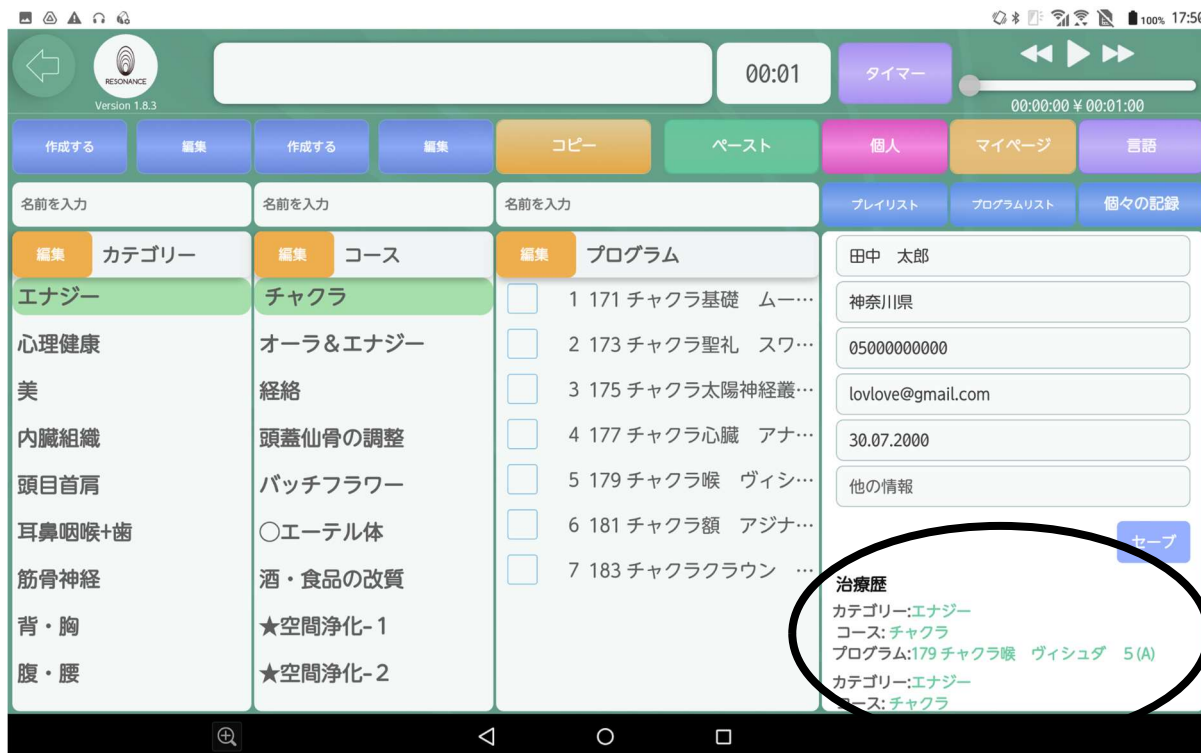 100% 17:50
RESONANCE
Version 1.8.3
00:01
タイマー
00:00:00 ¥ 00:01:00
作成する
編集
作成する
編集
コピー
ペースト
個人
マイページ
言語
名前を入力
名前を入力
名前を入力
プレイリスト
プログラムリスト
個々の記録
編集 カテゴリー
エナジー
心理健康
美
内臓組織
頭目首肩
耳鼻咽喉+歯
筋骨神経
背・胸
腹・腰
編集 コース
チャクラ
オーラ&エナジー
経絡
頭蓋仙骨の調整
バッチフラワー
○エーテル体
酒・食品の改質
★空間浄化-1
★空間浄化-2
編集 プログラム
1 171 チャクラ基礎 ムー…
2 173 チャクラ聖礼 スワ…
3 175 チャクラ太陽神経叢…
4 177 チャクラ心臓 アナ…
5 179 チャクラ喉 ヴィシ…
6 181 チャクラ額 アジナ…
7 183 チャクラクラウン …
田中 太郎
神奈川県
05000000000
lovlove@gmail.com
30.07.2000
他の情報
セーブ
治療歴
カテゴリー:エナジー
コース: チャクラ
プログラム:179 チャクラ喉 ヴィシュダ 5 (A)
カテゴリー:エナジー
コース: チャクラ